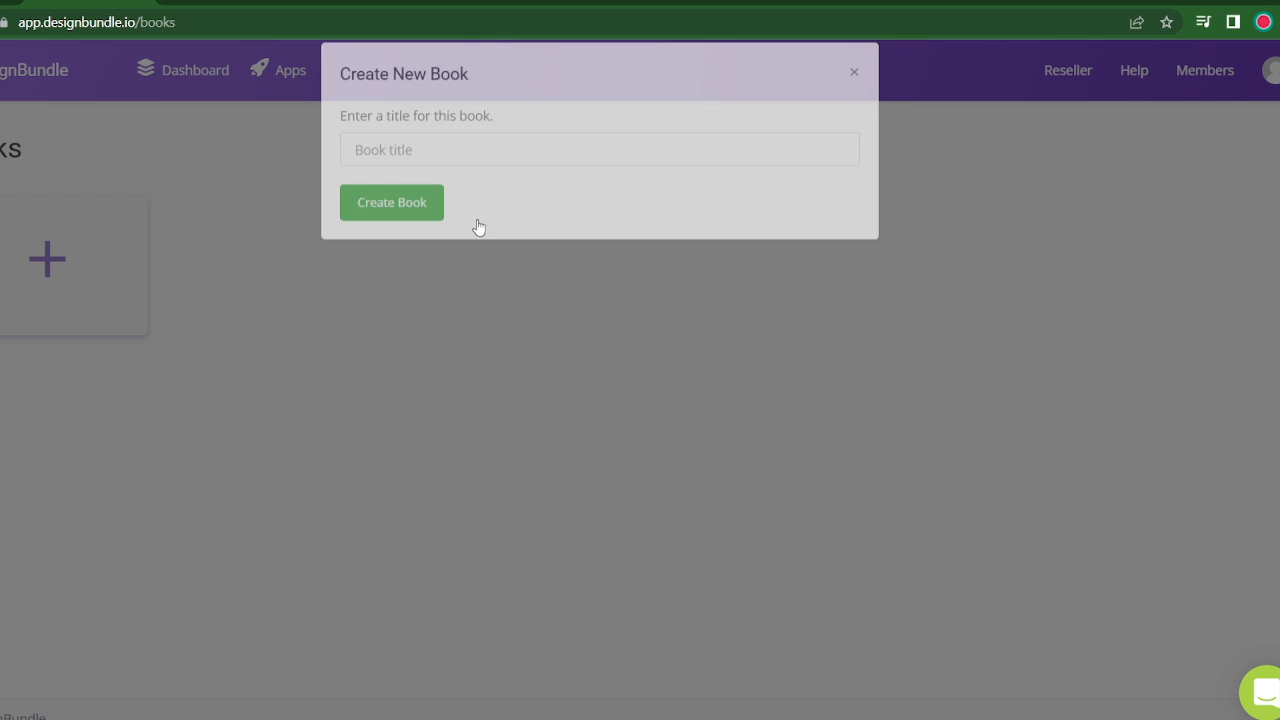 app.designbundle.io/books
gnBundle
Dashboard
Apps
Reseller
Help
Members
Create New Book
×
Enter a title for this book.
Book title
Create Book
ks
+
nBundle